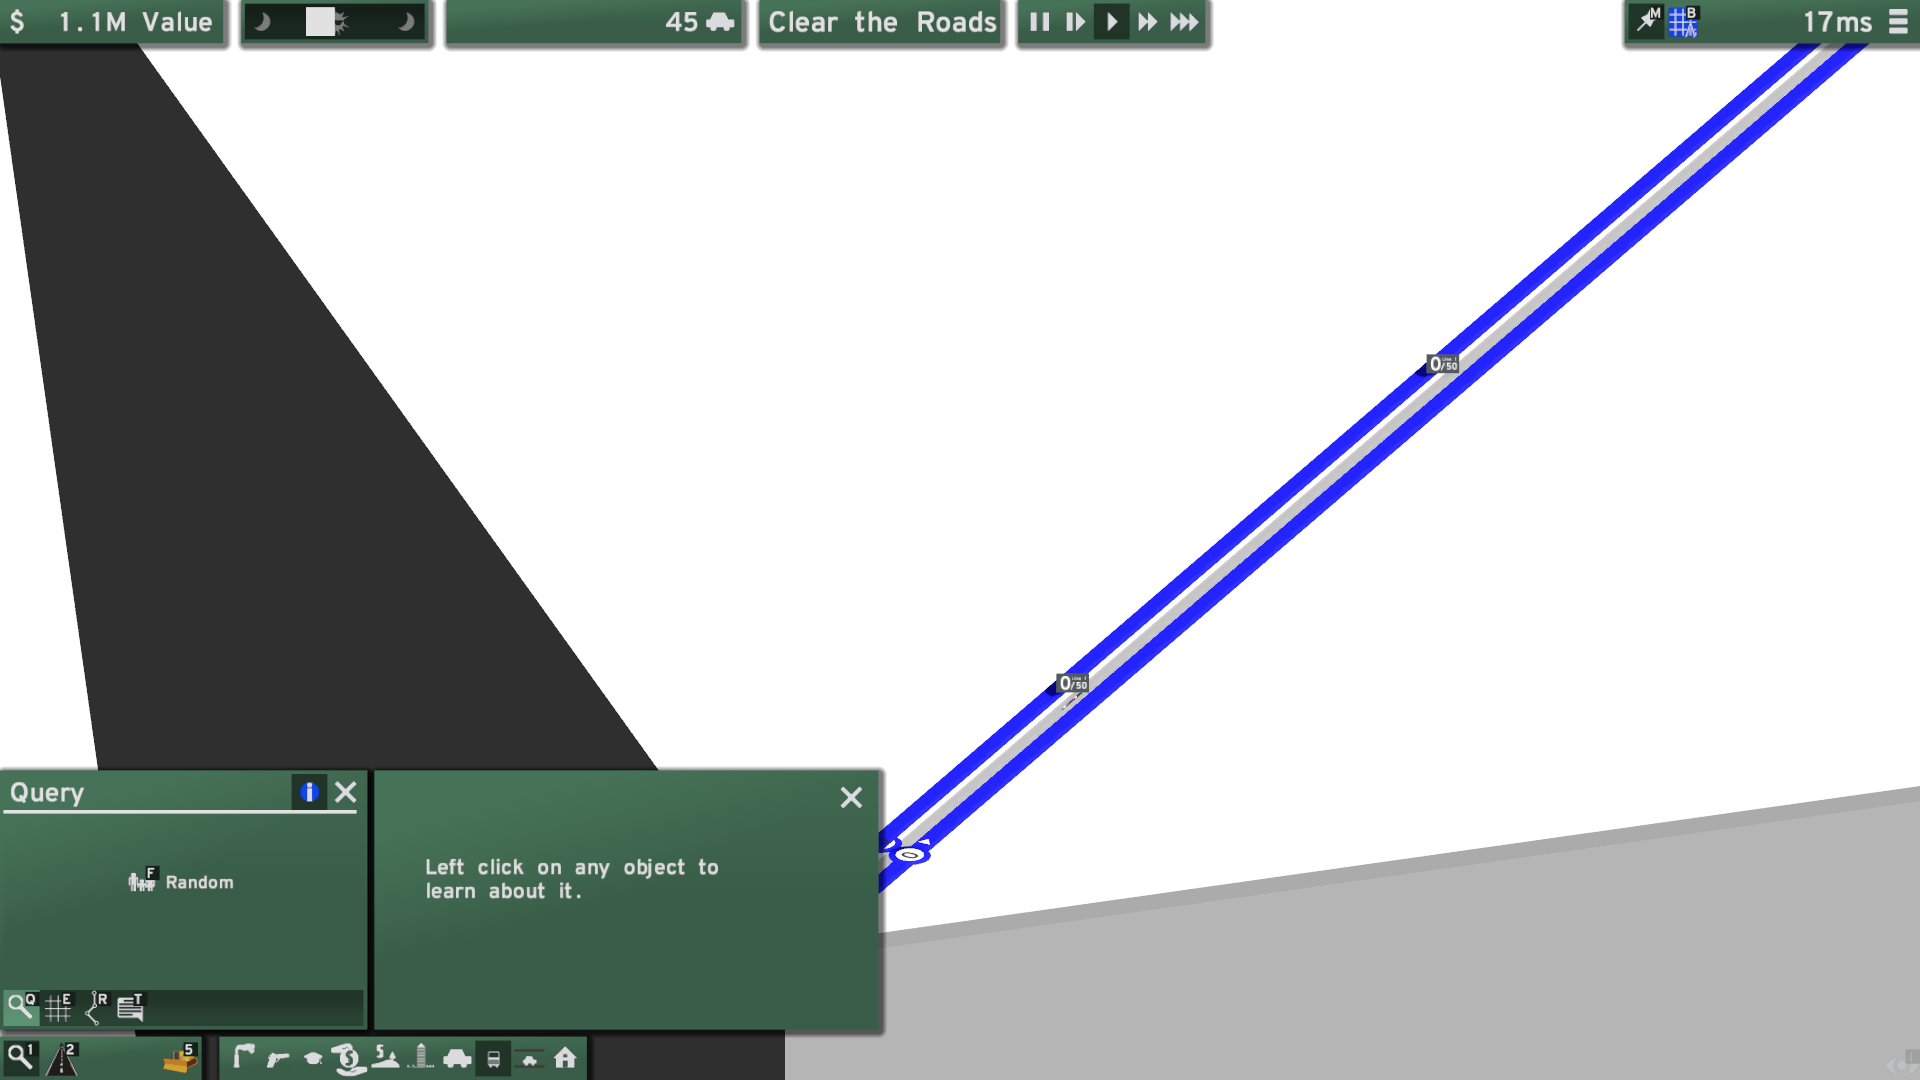 $ 1.1M Value
45
Clear the Roads
M
B
17ms
0/50
0/50
Query
i
F
Random
Left click on any object to
learn about it.
Q E R T
1 2 5